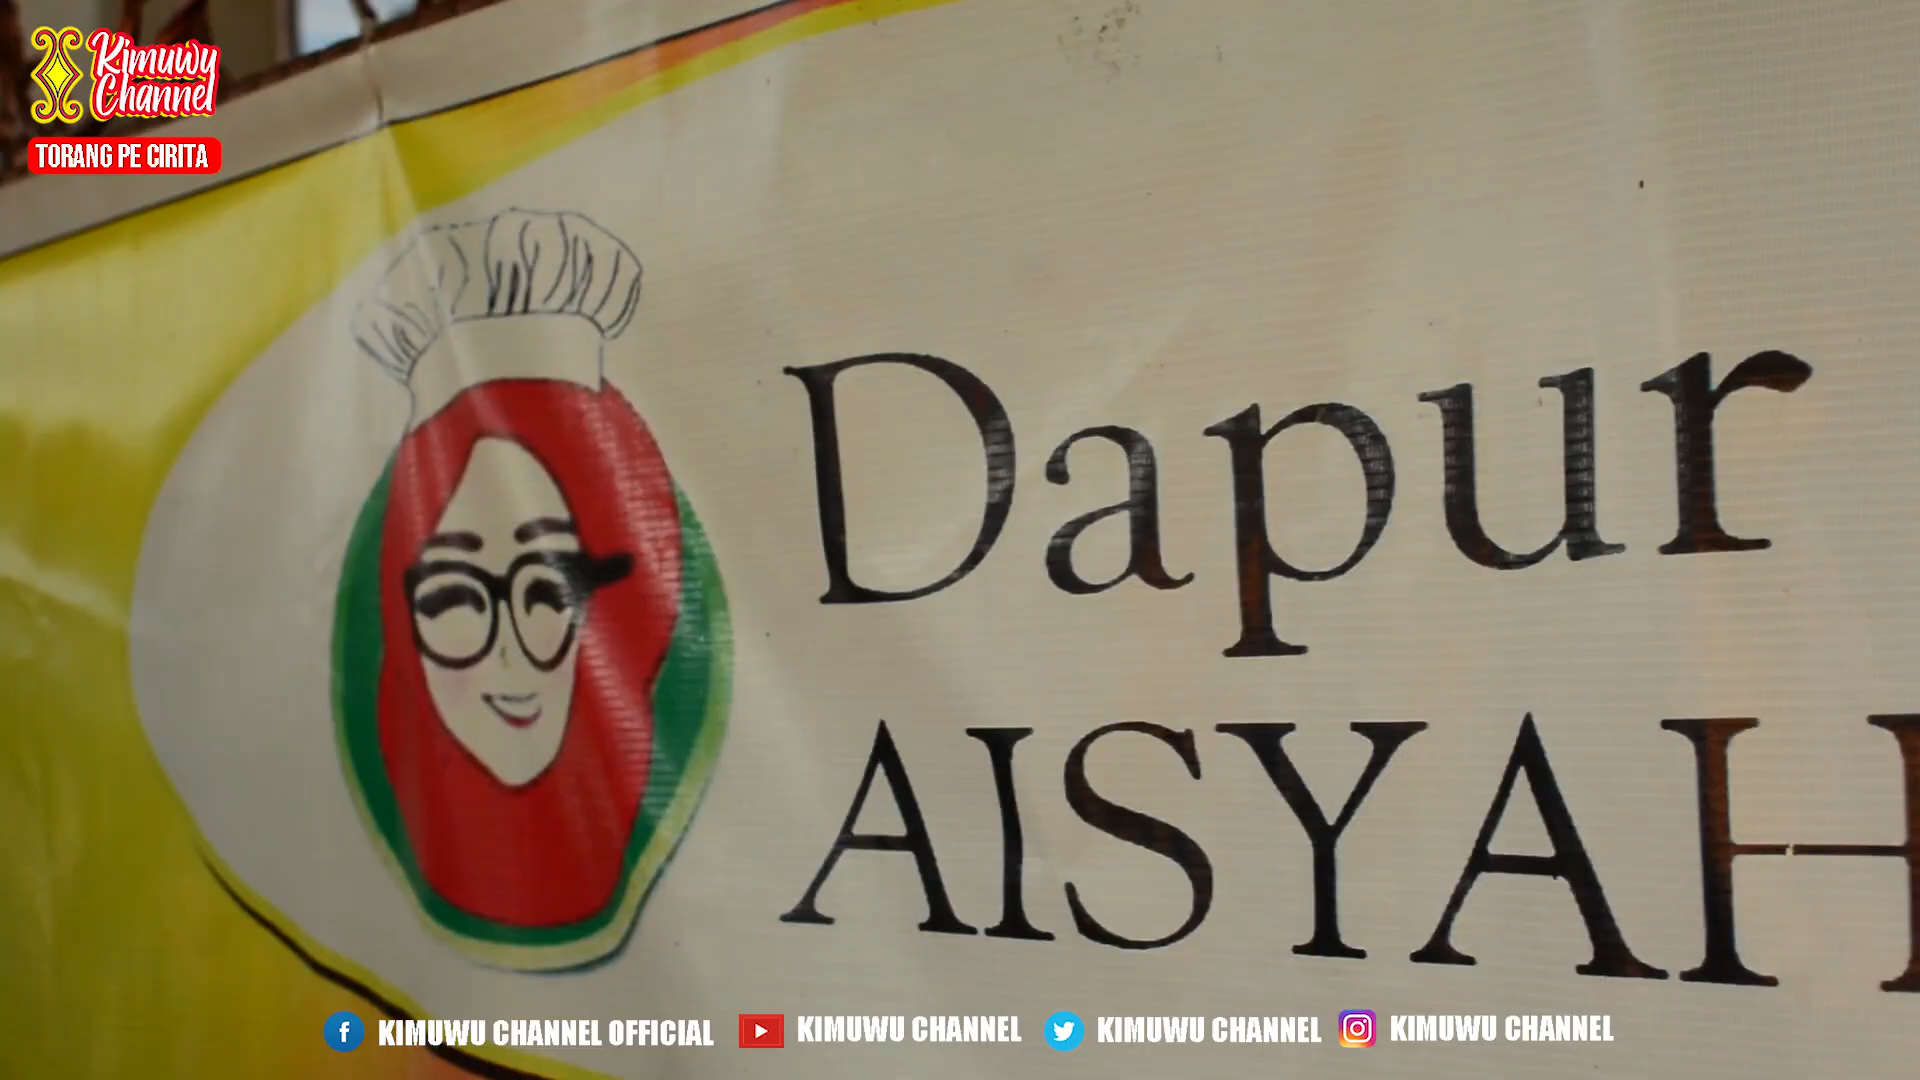 Kimuwu
Channel
TORANG PE CIRITA
Dapur
AISYAH
KIMUWU CHANNEL OFFICIAL
KIMUWU CHANNEL
KIMUWU CHANNEL
KIMUWU CHANNEL